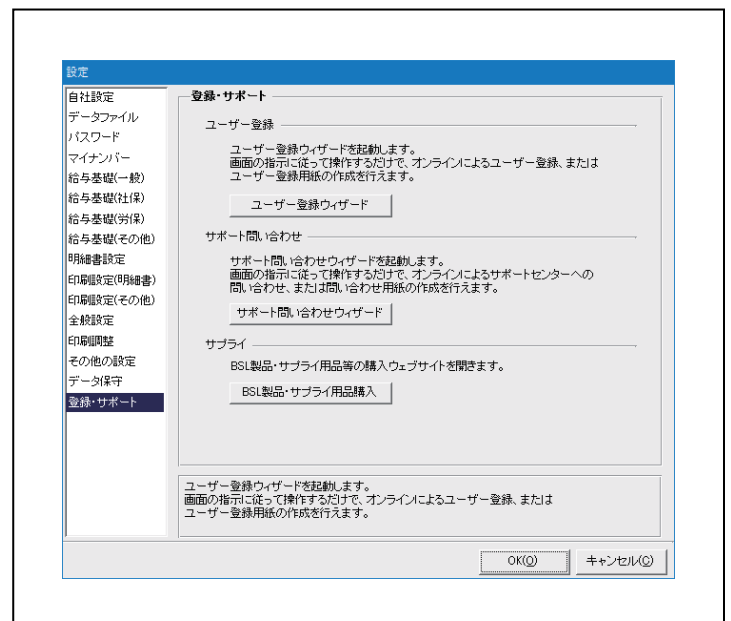 設定
自社設定
データファイル
パスワード
マイナンバー
給与基礎(一般)
給与基礎(社保)
給与基礎(労保)
給与基礎(その他)
明細書設定
印刷設定(明細書)
印刷設定(その他)
全般設定
印刷調整
その他の設定
データ保守
登録・サポート
登録・サポート
ユーザー登録
ユーザー登録ウィザードを起動します。
画面の指示に従って操作するだけで、オンラインによるユーザー登録、または
ユーザー登録用紙の作成を行えます。
ユーザー登録ウィザード
サポート問い合わせ
サポート問い合わせウィザードを起動します。
画面の指示に従って操作するだけで、オンラインによるサポートセンターへの
問い合わせ、または問い合わせ用紙の作成を行えます。
サポート問い合わせウィザード
サプライ
BSL製品・サプライ用品等の購入ウェブサイトを開きます。
BSL製品・サプライ用品購入
ユーザー登録ウィザードを起動します。
画面の指示に従って操作するだけで、オンラインによるユーザー登録、または
ユーザー登録用紙の作成を行えます。
OK(O)
キャンセル(C)